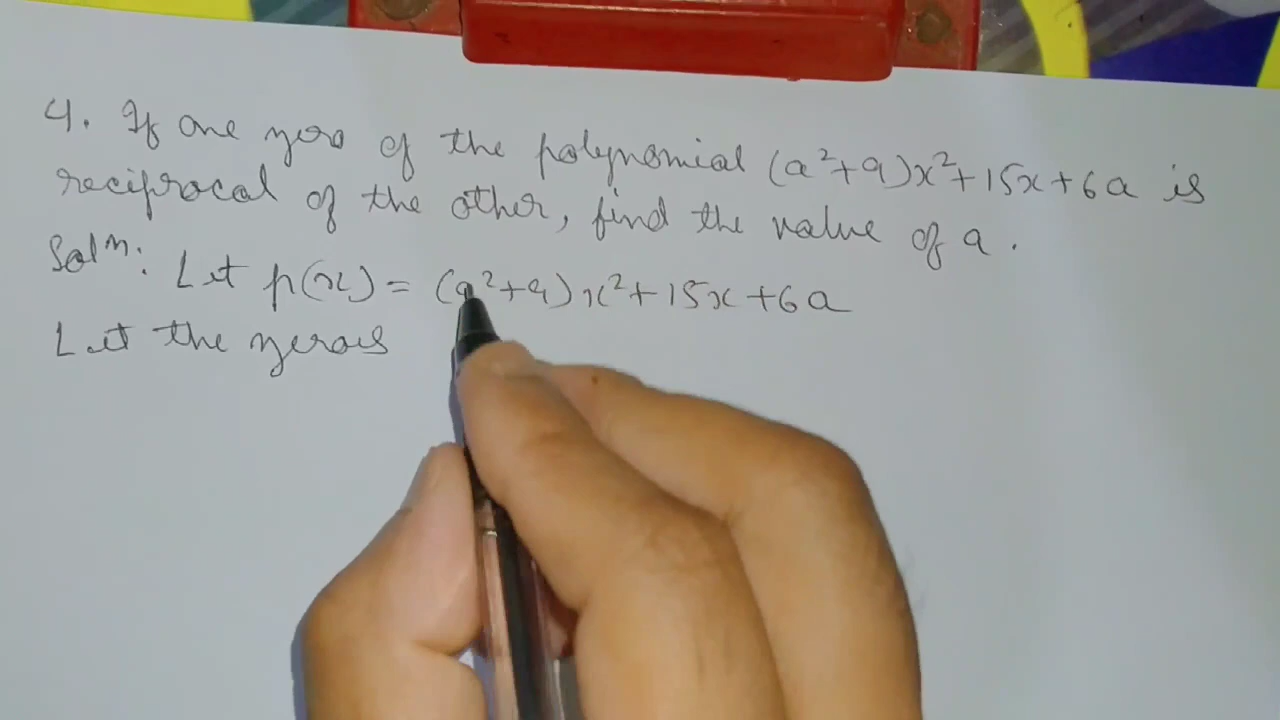 4. If one zero of the polynomial (a²+9)x²+15x+6a is
reciprocal of the other, find the value of a.
Solⁿ: Let p(x) = (a²+9)x²+15x+6a
Let the zeroes